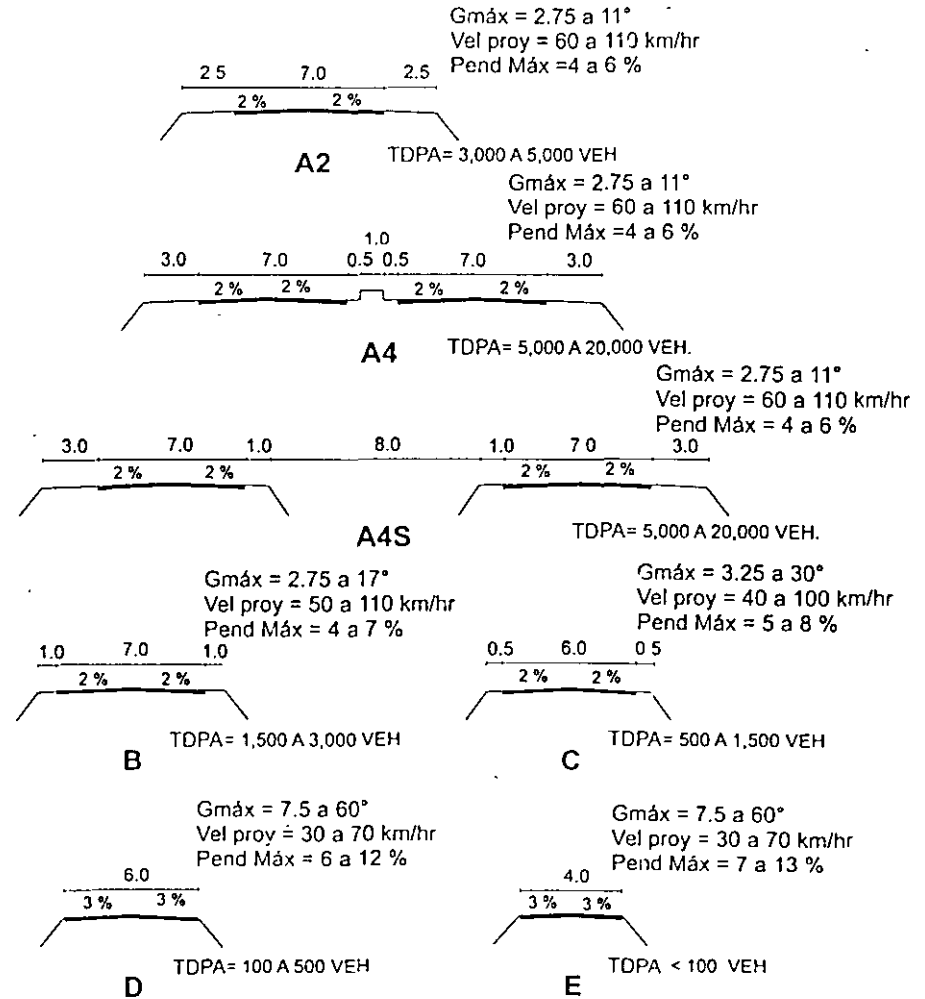 Gmáx = 2.75 a 11°
Vel proy = 60 a 110 km/hr
Pend Máx =4 a 6 %
2 5 7.0 2.5
2 % 2 %
A2 TDPA= 3,000 A 5,000 VEH
Gmáx = 2.75 a 11°
Vel proy = 60 a 110 km/hr
Pend Máx =4 a 6 %
1.0
3.0 7.0 0.5 0.5 7.0 3.0
2 % 2 % 2 % 2 %
A4 TDPA= 5,000 A 20,000 VEH.
Gmáx = 2.75 a 11°
Vel proy = 60 a 110 km/hr
Pend Máx = 4 a 6 %
3.0 7.0 1.0 8.0 1.0 7 0 3.0
2 % 2 % 2 % 2 %
A4S TDPA= 5,000 A 20,000 VEH.
Gmáx = 2.75 a 17°
Vel proy = 50 a 110 km/hr
Pend Máx = 4 a 7 %
1.0 7.0 1.0
2 % 2 %
TDPA= 1,500 A 3,000 VEH
B
Gmáx = 3.25 a 30°
Vel proy = 40 a 100 km/hr
Pend Máx = 5 a 8 %
0.5 6.0 0 5
2 % 2 %
TDPA= 500 A 1,500 VEH
C
Gmáx = 7.5 a 60°
Vel proy = 30 a 70 km/hr
Pend Máx = 6 a 12 %
6.0
3 % 3 %
TDPA= 100 A 500 VEH
D
Gmáx = 7.5 a 60°
Vel proy = 30 a 70 km/hr
Pend Máx = 7 a 13 %
4.0
3 % 3 %
TDPA < 100 VEH
E